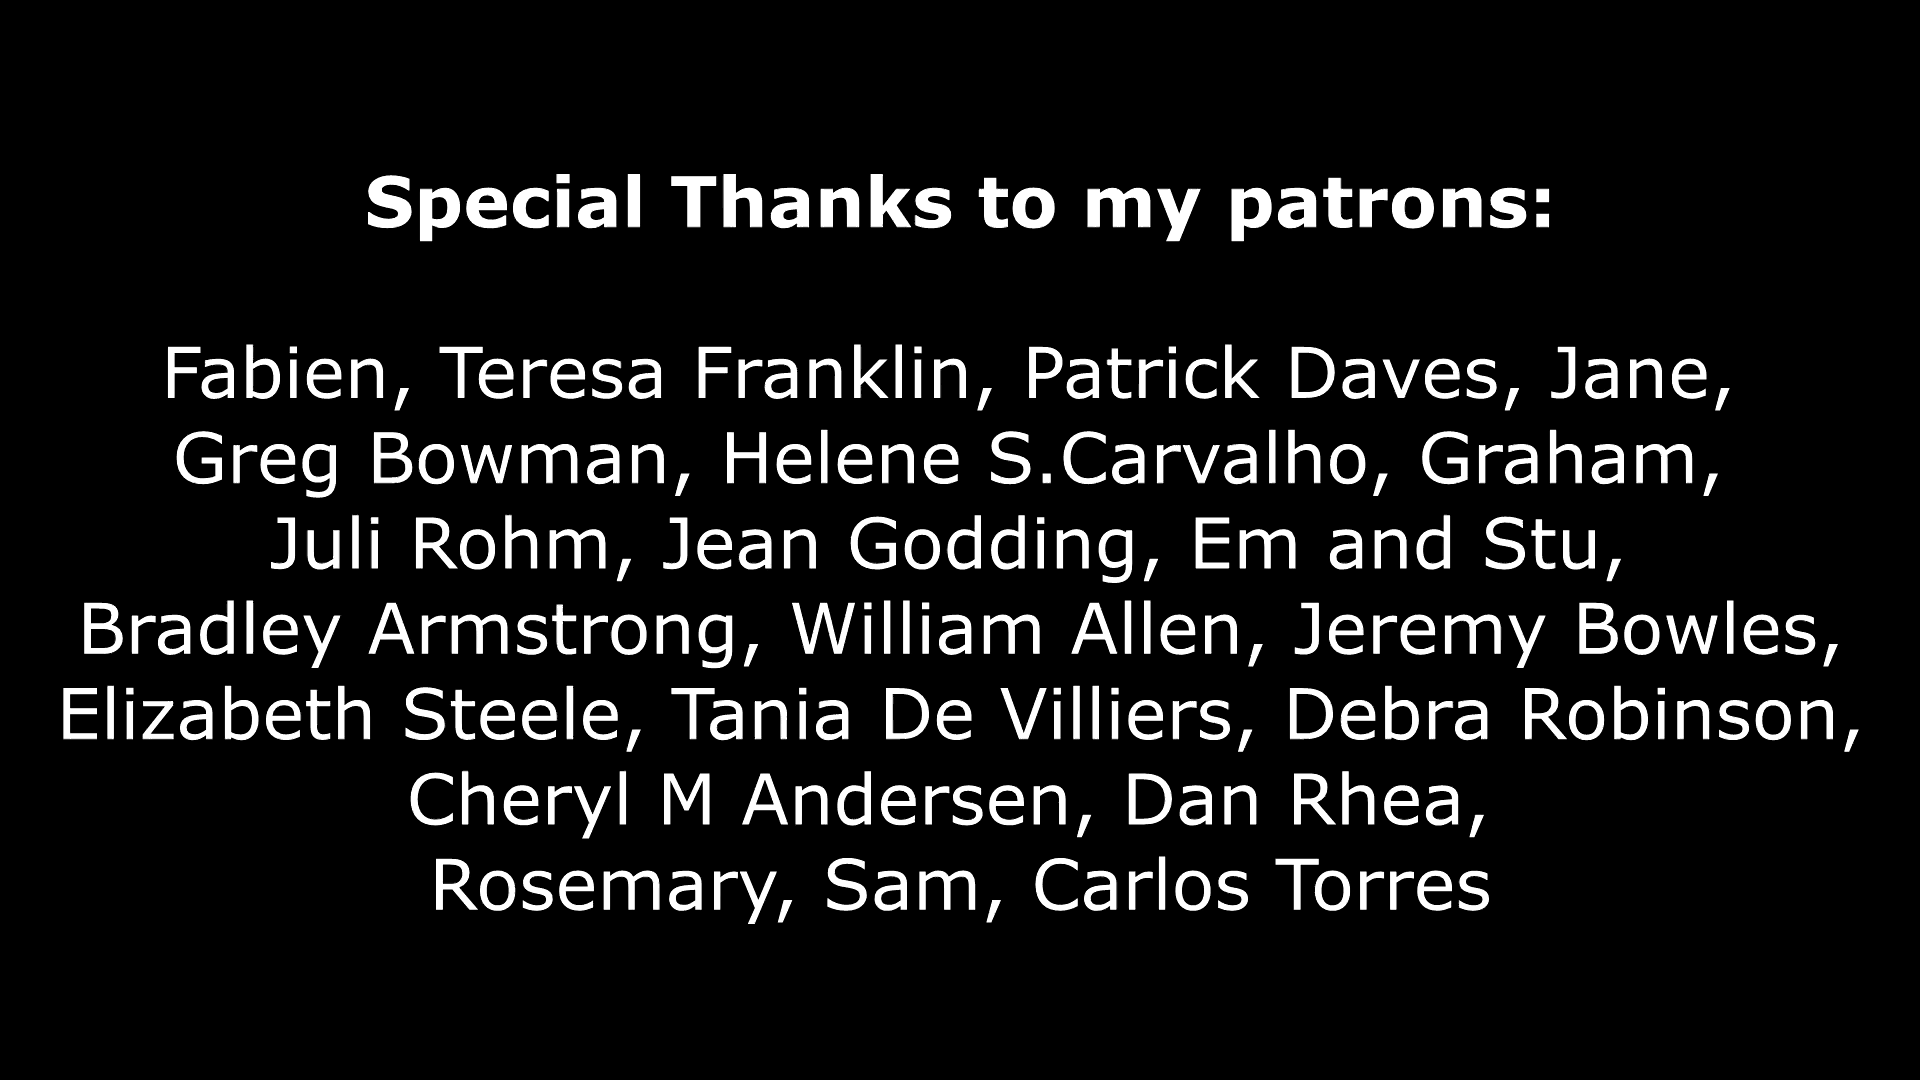 Special Thanks to my patrons:
Fabien, Teresa Franklin, Patrick Daves, Jane,
Greg Bowman, Helene S.Carvalho, Graham,
Juli Rohm, Jean Godding, Em and Stu,
Bradley Armstrong, William Allen, Jeremy Bowles,
Elizabeth Steele, Tania De Villiers, Debra Robinson,
Cheryl M Andersen, Dan Rhea,
Rosemary, Sam, Carlos Torres